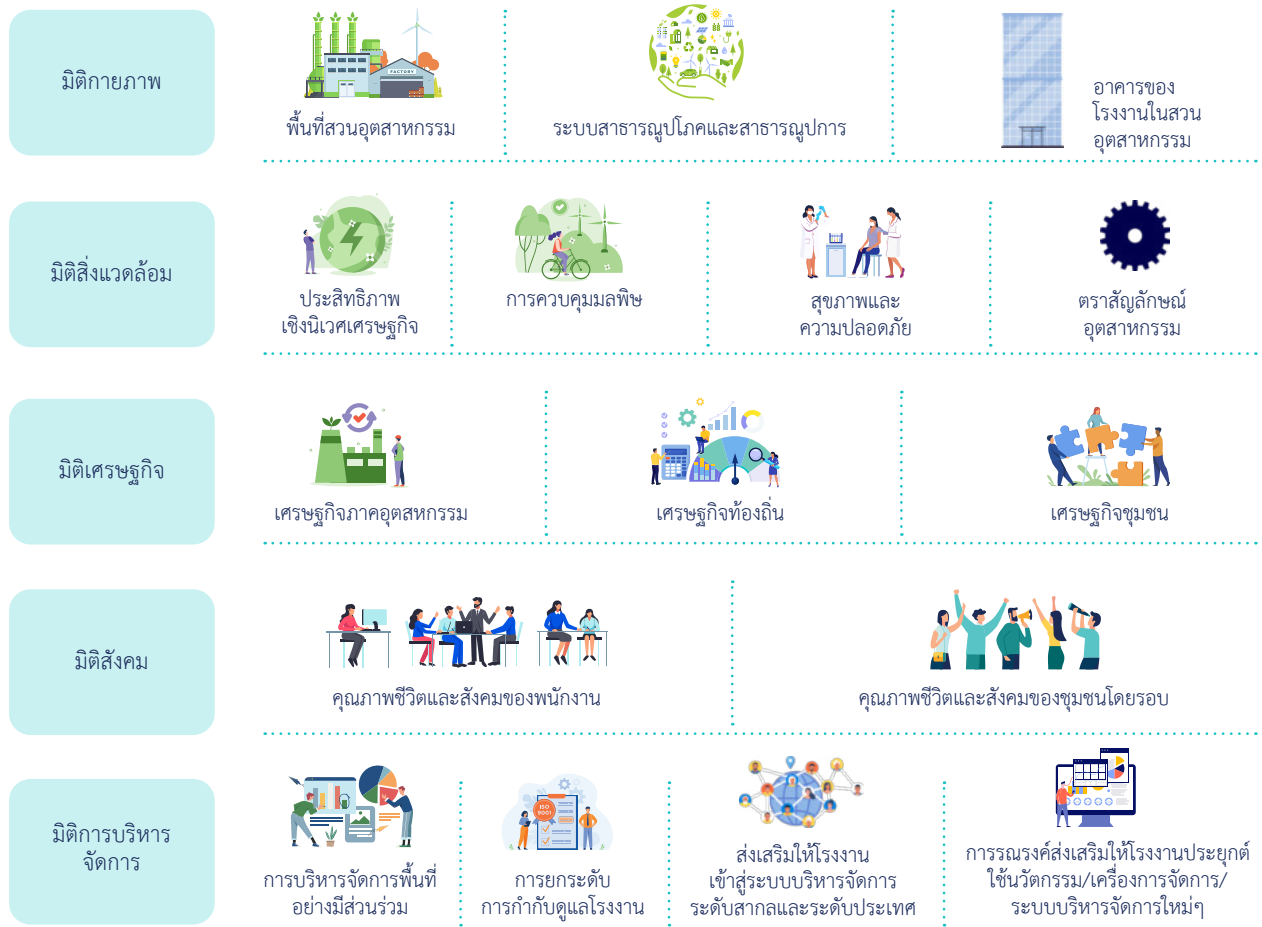 มิติกายภาพ
FACTORY
พื้นที่สวนอุตสาหกรรม
ระบบสาธารณูปโภคและสาธารณูปการ
อาคารของ
โรงงานในสวน
อุตสาหกรรม
มิติสิ่งแวดล้อม
ประสิทธิภาพ
เชิงนิเวศเศรษฐกิจ
การควบคุมมลพิษ
สุขภาพและ
ความปลอดภัย
ตราสัญลักษณ์
อุตสาหกรรม
มิติเศรษฐกิจ
เศรษฐกิจภาคอุตสหกรรม
เศรษฐกิจท้องถิ่น
เศรษฐกิจชุมชน
มิติสังคม
คุณภาพชีวิตและสังคมของพนักงาน
คุณภาพชีวิตและสังคมของชุมชนโดยรอบ
มิติการบริหาร
จัดการ
การบริหารจัดการพื้นที่
อย่างมีส่วนร่วม
ISO
9001
การยกระดับ
การกำกับดูแลโรงงาน
ส่งเสริมให้โรงงาน
เข้าสู่ระบบบริหารจัดการ
ระดับสากลและระดับประเทศ
การรณรงค์ส่งเสริมให้โรงงานประยุกต์
ใช้นวัตกรรม/เครื่องการจัดการ/
ระบบบริหารจัดการใหม่ๆ